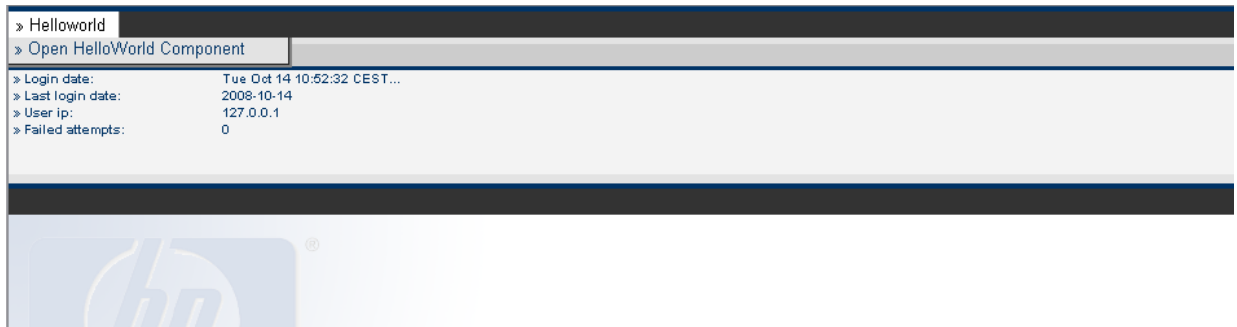 » Helloworld
» Open HelloWorld Component
» Login date: Tue Oct 14 10:52:32 CEST...
» Last login date: 2008-10-14
» User ip: 127.0.0.1
» Failed attempts: 0
hp ®